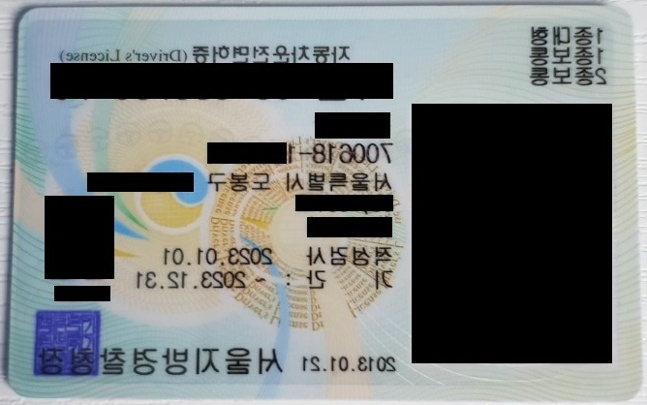 1종대형
1종보통
2종보통
자동차운전면허증 (Driver's License)
700618-1
서울특별시 도봉구
적성검사 2023.01.01
기 간 : ~ 2023.12.31
2013.01.21 서울지방경찰청장